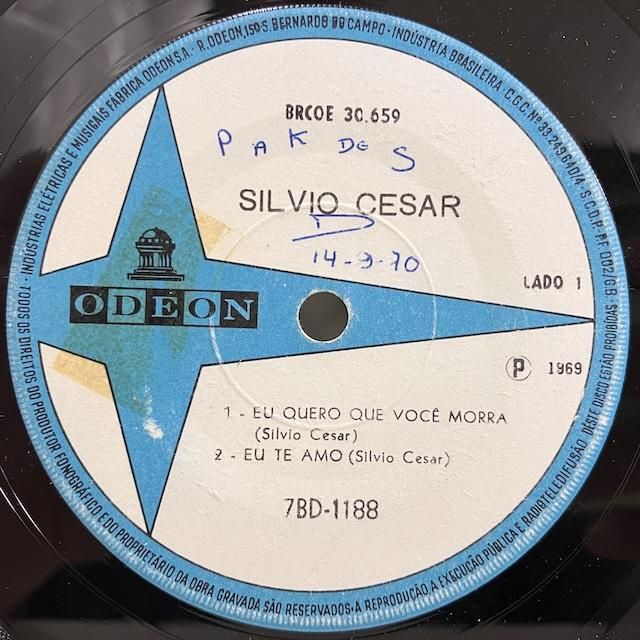 BRCOE 30.659
P A K DE S
SILVIO CESAR
14-9-70
LADO 1
ODEON
P 1969
1 - EU QUERO QUE VOCÊ MORRA
(Silvio Cesar)
2 - EU TE AMO (Silvio Cesar)
7BD-1188
INDÚSTRIAS ELÉTRICAS E MUSICAIS FÁBRICA ODEON S.A. · R. ODEON, 150 S. BERNARDO DO CAMPO - INDÚSTRIA BRASILEIRA · C.G.C. Nº 33.249.640/4 - S.C.D.P.-P.F. 002/GB
TODOS OS DIREITOS DO PRODUTOR FONOGRÁFICO E DO PROPRIETÁRIO DA OBRA GRAVADA SÃO RESERVADOS · A REPRODUÇÃO, A EXECUÇÃO PÚBLICA E RADIOTELEDIFUSÃO DESTE DISCO ESTÃO PROIBIDAS